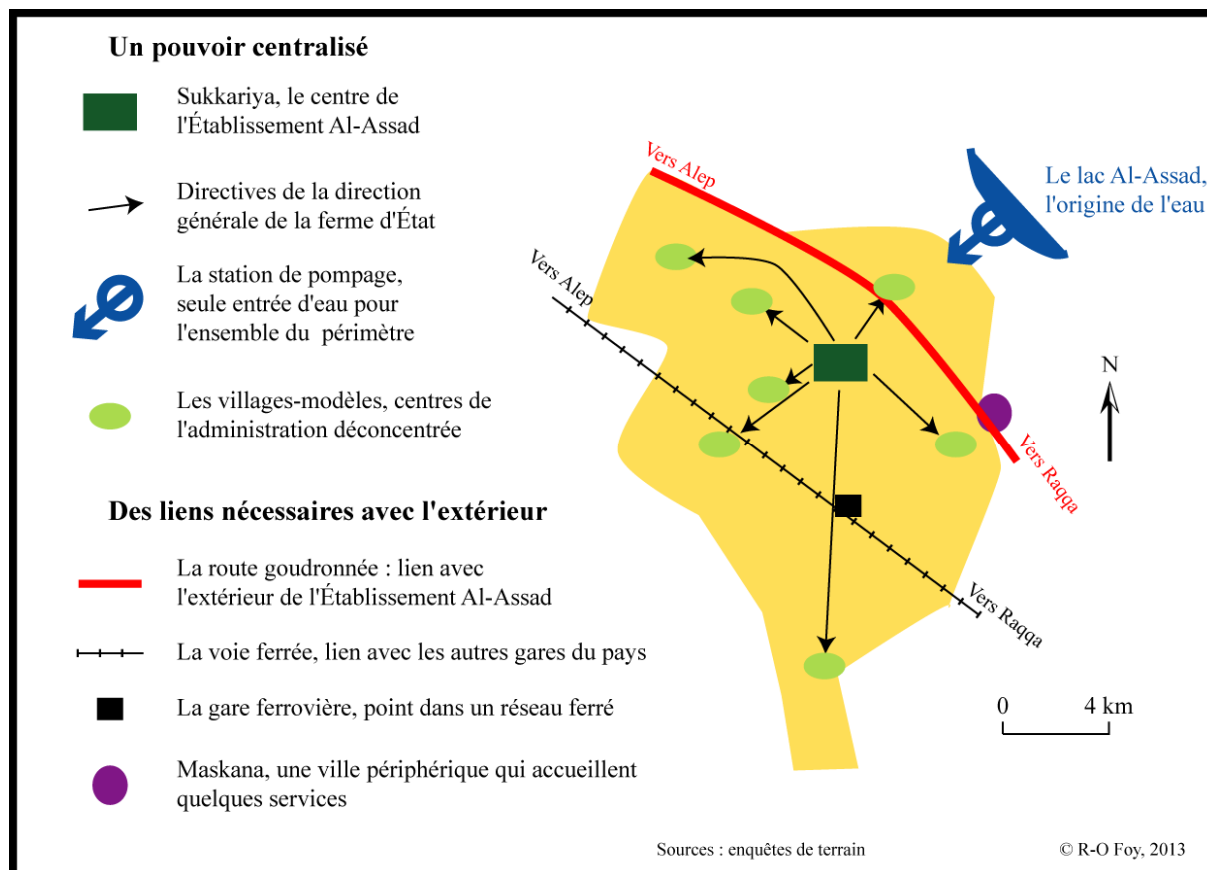 Un pouvoir centralisé
Sukkariya, le centre de
l'Établissement Al-Assad
Directives de la direction
générale de la ferme d'État
La station de pompage,
seule entrée d'eau pour
l'ensemble du périmètre
Les villages-modèles, centres de
l'administration déconcentrée
Des liens nécessaires avec l'extérieur
La route goudronnée : lien avec
l'extérieur de l'Établissement Al-Assad
La voie ferrée, lien avec les autres gares du pays
La gare ferrovière, point dans un réseau ferré
Maskana, une ville périphérique qui accueillent
quelques services
Vers Alep
Le lac Al-Assad,
l'origine de l'eau
Vers Alep
N
Vers Raqqa
Vers Raqqa
0 4 km
Sources : enquêtes de terrain
© R-O Foy, 2013